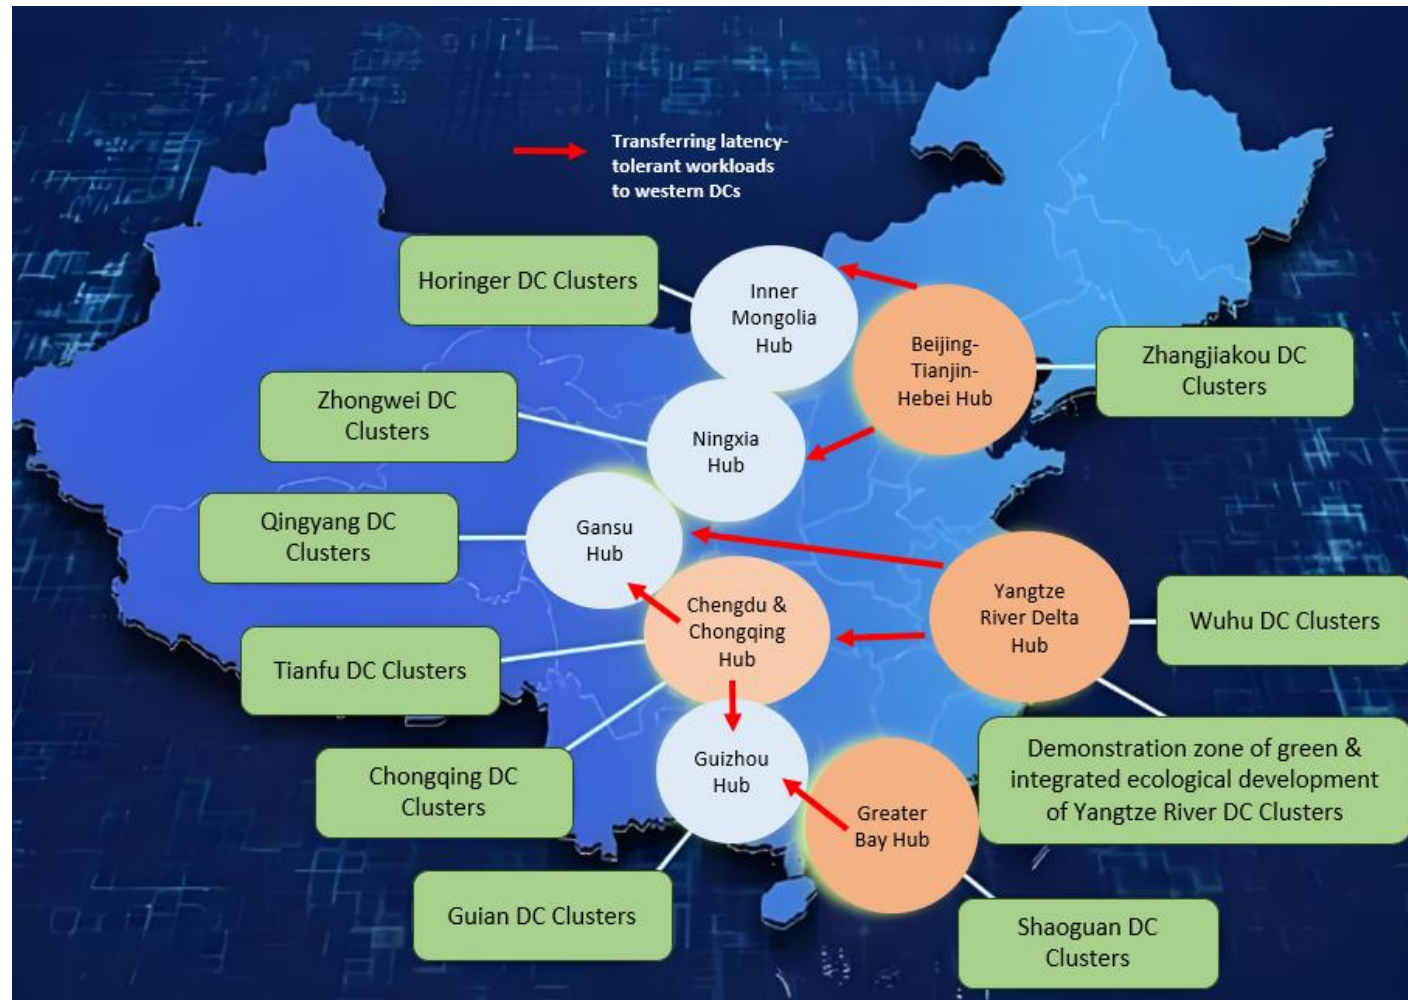 Transferring latency-
tolerant workloads
to western DCs
Horinger DC Clusters
Inner
Mongolia
Hub
Beijing-
Tianjin-
Hebei Hub
Zhangjiakou DC
Clusters
Zhongwei DC
Clusters
Ningxia
Hub
Qingyang DC
Clusters
Gansu
Hub
Chengdu &
Chongqing
Hub
Yangtze
River Delta
Hub
Wuhu DC Clusters
Tianfu DC Clusters
Chongqing DC
Clusters
Guizhou
Hub
Demonstration zone of green &
integrated ecological development
of Yangtze River DC Clusters
Greater
Bay Hub
Guian DC Clusters
Shaoguan DC
Clusters